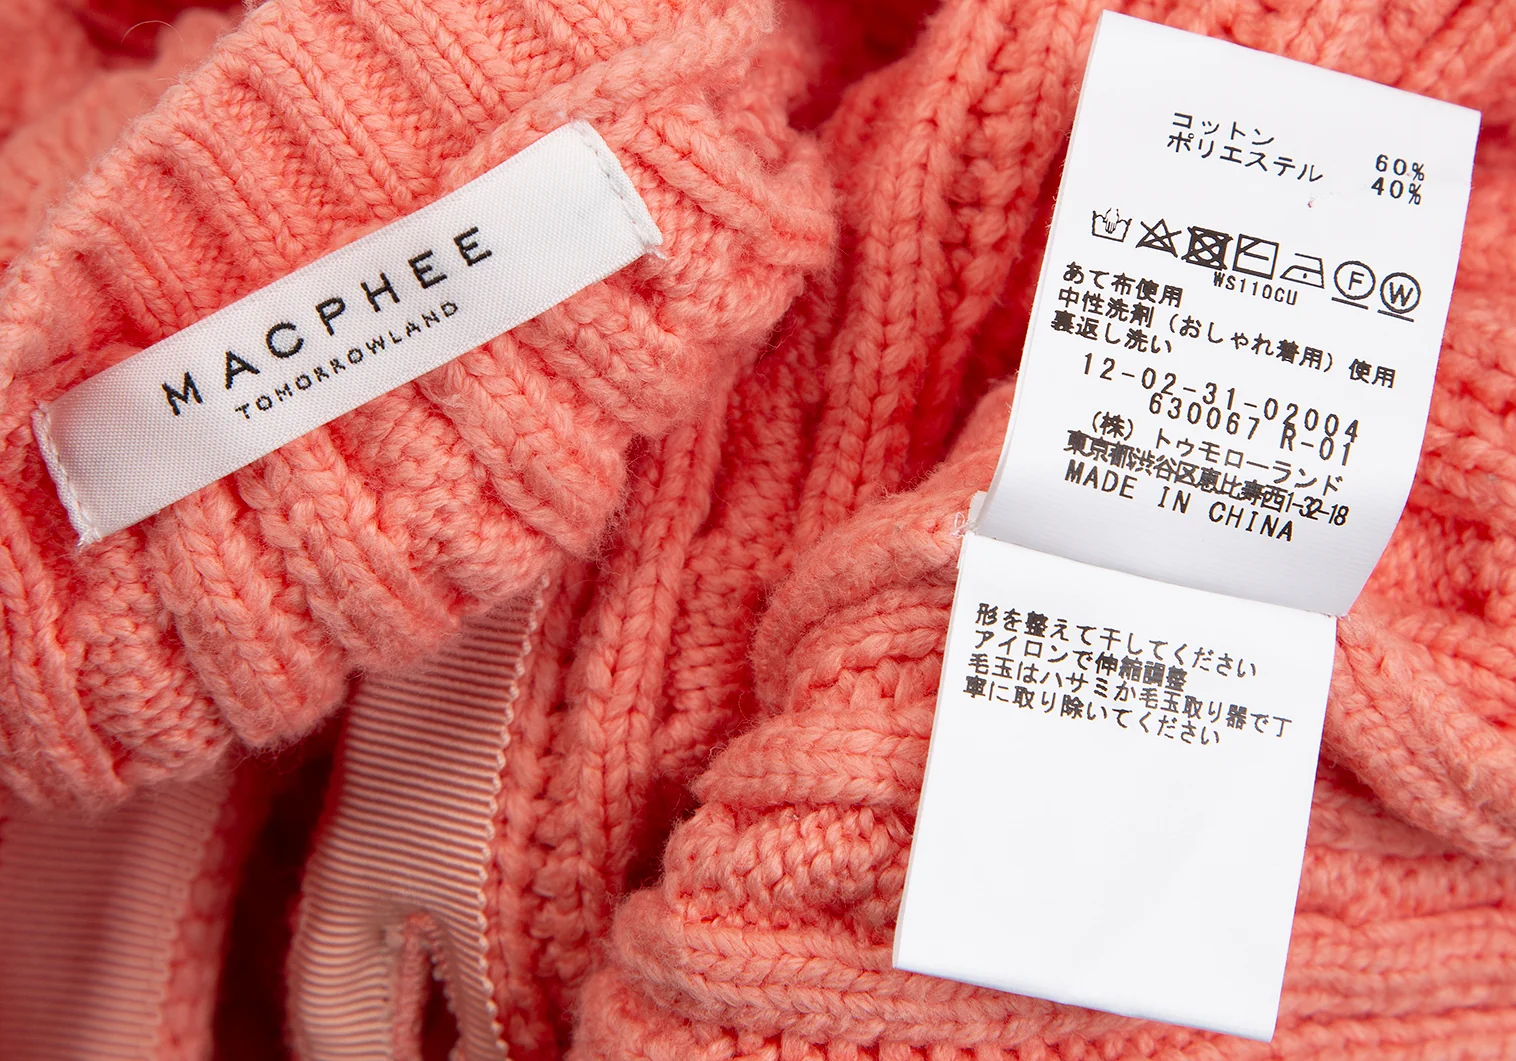 MACPHEE
TOMORROWLAND
コットン 60%
ポリエステル 40%
F W
WS110CU
あて布使用
中性洗剤（おしゃれ着用）使用
裏返し洗い
12-02-31-02004
630067 R-01
（株）トゥモローランド
東京都渋谷区恵比寿西1-32-18
MADE IN CHINA
形を整えて干してください
アイロンで伸縮調整
毛玉はハサミか毛玉取り器で丁
寧に取り除いてください